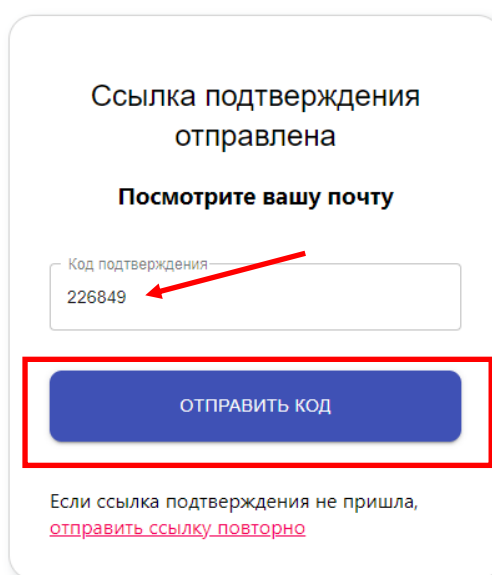 Ссылка подтверждения
отправлена
Посмотрите вашу почту
Код подтверждения
226849
ОТПРАВИТЬ КОД
Если ссылка подтверждения не пришла,
отправить ссылку повторно